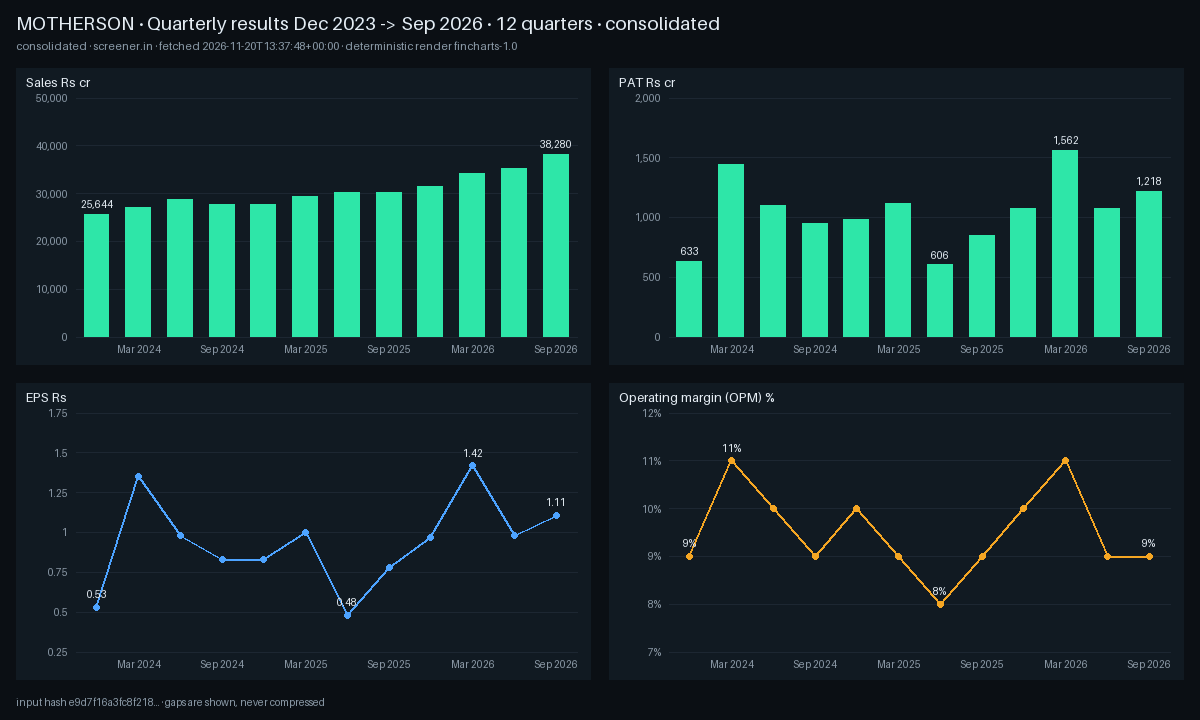 MOTHERSON · Quarterly results Dec 2023 -> Sep 2026 · 12 quarters · consolidated
consolidated · screener.in · fetched 2026-11-20T13:37:48+00:00 · deterministic render fincharts-1.0
Sales Rs cr
50,000
40,000
30,000
20,000
10,000
0
25,644
38,280
Mar 2024
Sep 2024
Mar 2025
Sep 2025
Mar 2026
Sep 2026
PAT Rs cr
2,000
1,500
1,000
500
0
633
606
1,562
1,218
Mar 2024
Sep 2024
Mar 2025
Sep 2025
Mar 2026
Sep 2026
EPS Rs
1.75
1.5
1.25
1
0.75
0.5
0.25
0.53
0.48
1.42
1.11
Mar 2024
Sep 2024
Mar 2025
Sep 2025
Mar 2026
Sep 2026
Operating margin (OPM) %
12%
11%
10%
9%
8%
7%
9%
11%
8%
9%
Mar 2024
Sep 2024
Mar 2025
Sep 2025
Mar 2026
Sep 2026
input hash e9d7f16a3fc8f218… · gaps are shown, never compressed